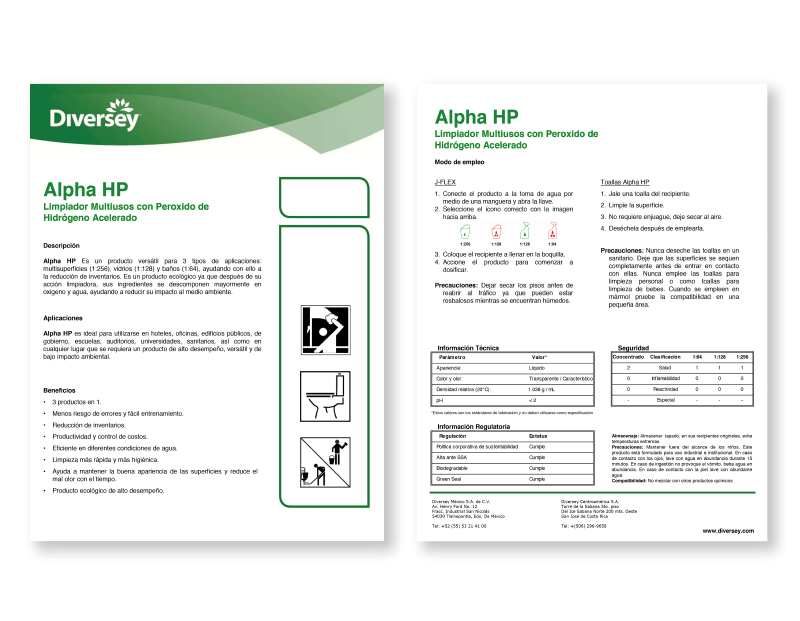 Diversey
Alpha HP
Limpiador Multiusos con Peroxido de
Hidrógeno Acelerado
Descripción
Alpha HP Es un producto versátil para 3 tipos de aplicaciones:
multisuperficies (1:256), vidrios (1:128) y baños (1:64), ayudando con ello a
la reducción de inventarios. Es un producto ecológico ya que después de su
acción limpiadora, sus ingredientes se descomponen mayormente en
oxigeno y agua, ayudando a reducir su impacto al medio ambiente.
Aplicaciones
Alpha HP es ideal para utilizarse en hoteles, oficinas, edificios públicos, de
gobierno, escuelas, auditorios, universidades, sanitarios, así como en
cualquier lugar que se requiera un producto de alto desempeño, versátil y de
bajo impacto ambiental.
Beneficios
• 3 productos en 1.
• Menos riesgo de errores y fácil entrenamiento.
• Reducción de inventarios.
• Productividad y control de costos.
• Eficiente en diferentes condiciones de agua.
• Limpieza más rápida y más higiénica.
• Ayuda a mantener la buena apariencia de las superficies y reduce el
mal olor con el tiempo.
• Producto ecológico de alto desempeño.
Alpha HP
Limpiador Multiusos con Peroxido de
Hidrógeno Acelerado
Modo de empleo
J-FLEX
1. Conecte el producto a la toma de agua por
medio de una manguera y abra la llave.
2. Seleccione el icono correcto con la imagen
hacia arriba.
1:256 1:128 1:128 1:64
3. Coloque el recipiente a llenar en la boquilla.
4. Accione el producto para comenzar a
dosificar.
Precauciones: Dejar secar los pisos antes de
reabrir al tráfico ya que pueden estar
resbalosos mientras se encuentran húmedos.
Toallas Alpha HP
1. Jale una toalla del recipiente.
2. Limpie la superficie.
3. No requiere enjuague, deje secar al aire.
4. Deséchela después de emplearla.
Precauciones: Nunca deseche las toallas en un
sanitario. Deje que las superficies se sequen
completamente antes de entrar en contacto
con ellas. Nunca emplee las toallas para
limpieza personal o como toallas para
limpieza de bebes. Cuando se empleen en
mármol pruebe la compatibilidad en una
pequeña área.
Información Técnica
Parámetro Valor*
Apariencia: Líquido
Color y olor: Transparente / Característico
Densidad relativa (20°C): 1.038 g / mL
pH < 2
*Estos valores son los estándares de fabricación y no deben utilizarse como especificación
Seguridad
Concentrado Clasificación 1:64 1:128 1:256
2 Salud 1 1 1
0 Inflamabilidad 0 0 0
0 Reactividad 0 0 0
- Especial - - -
Información Regulatoria
Regulación Estatus
Política corporativa de sustentabilidad Cumple
Alta ante SSA Cumple
Biodegradable Cumple
Green Seal Cumple
Almacenaje: Almacenar tapado, en sus recipientes originales, evite
temperaturas extremas.
Precauciones: Mantener fuera del alcance de los niños. Este
producto está formulado para uso industrial e institucional. En caso
de contacto con los ojos, lave con agua en abundancia durante 15
minutos. En caso de ingestión no provoque el vómito, beba agua en
abundancia. En caso de contacto con la piel lave con abundante
agua.
Compatibilidad: No mezclar con otros productos químicos
Diversey México S.A. de C.V.
Av. Henry Ford No. 12
Fracc. Industrial San Nicolás
54030 Tlalnepantla, Edo. De México
Tel: +52 (55) 53 21 41 00
Diversey Centroamérica S.A.
Torre de la Sabana 5to. piso
Del Ice Sabana Norte 200 mts. Oeste
San José de Costa Rica
Tel: +(506) 296-9658
www.diversey.com